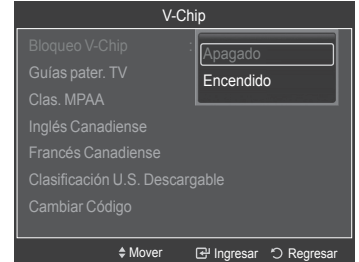 V-Chip
Bloqueo V-Chip : Apagado
Encendido
Guías pater. TV
Clas. MPAA
Inglés Canadiense
Francés Canadiense
Clasificación U.S. Descargable
Cambiar Código
Mover Ingresar Regresar